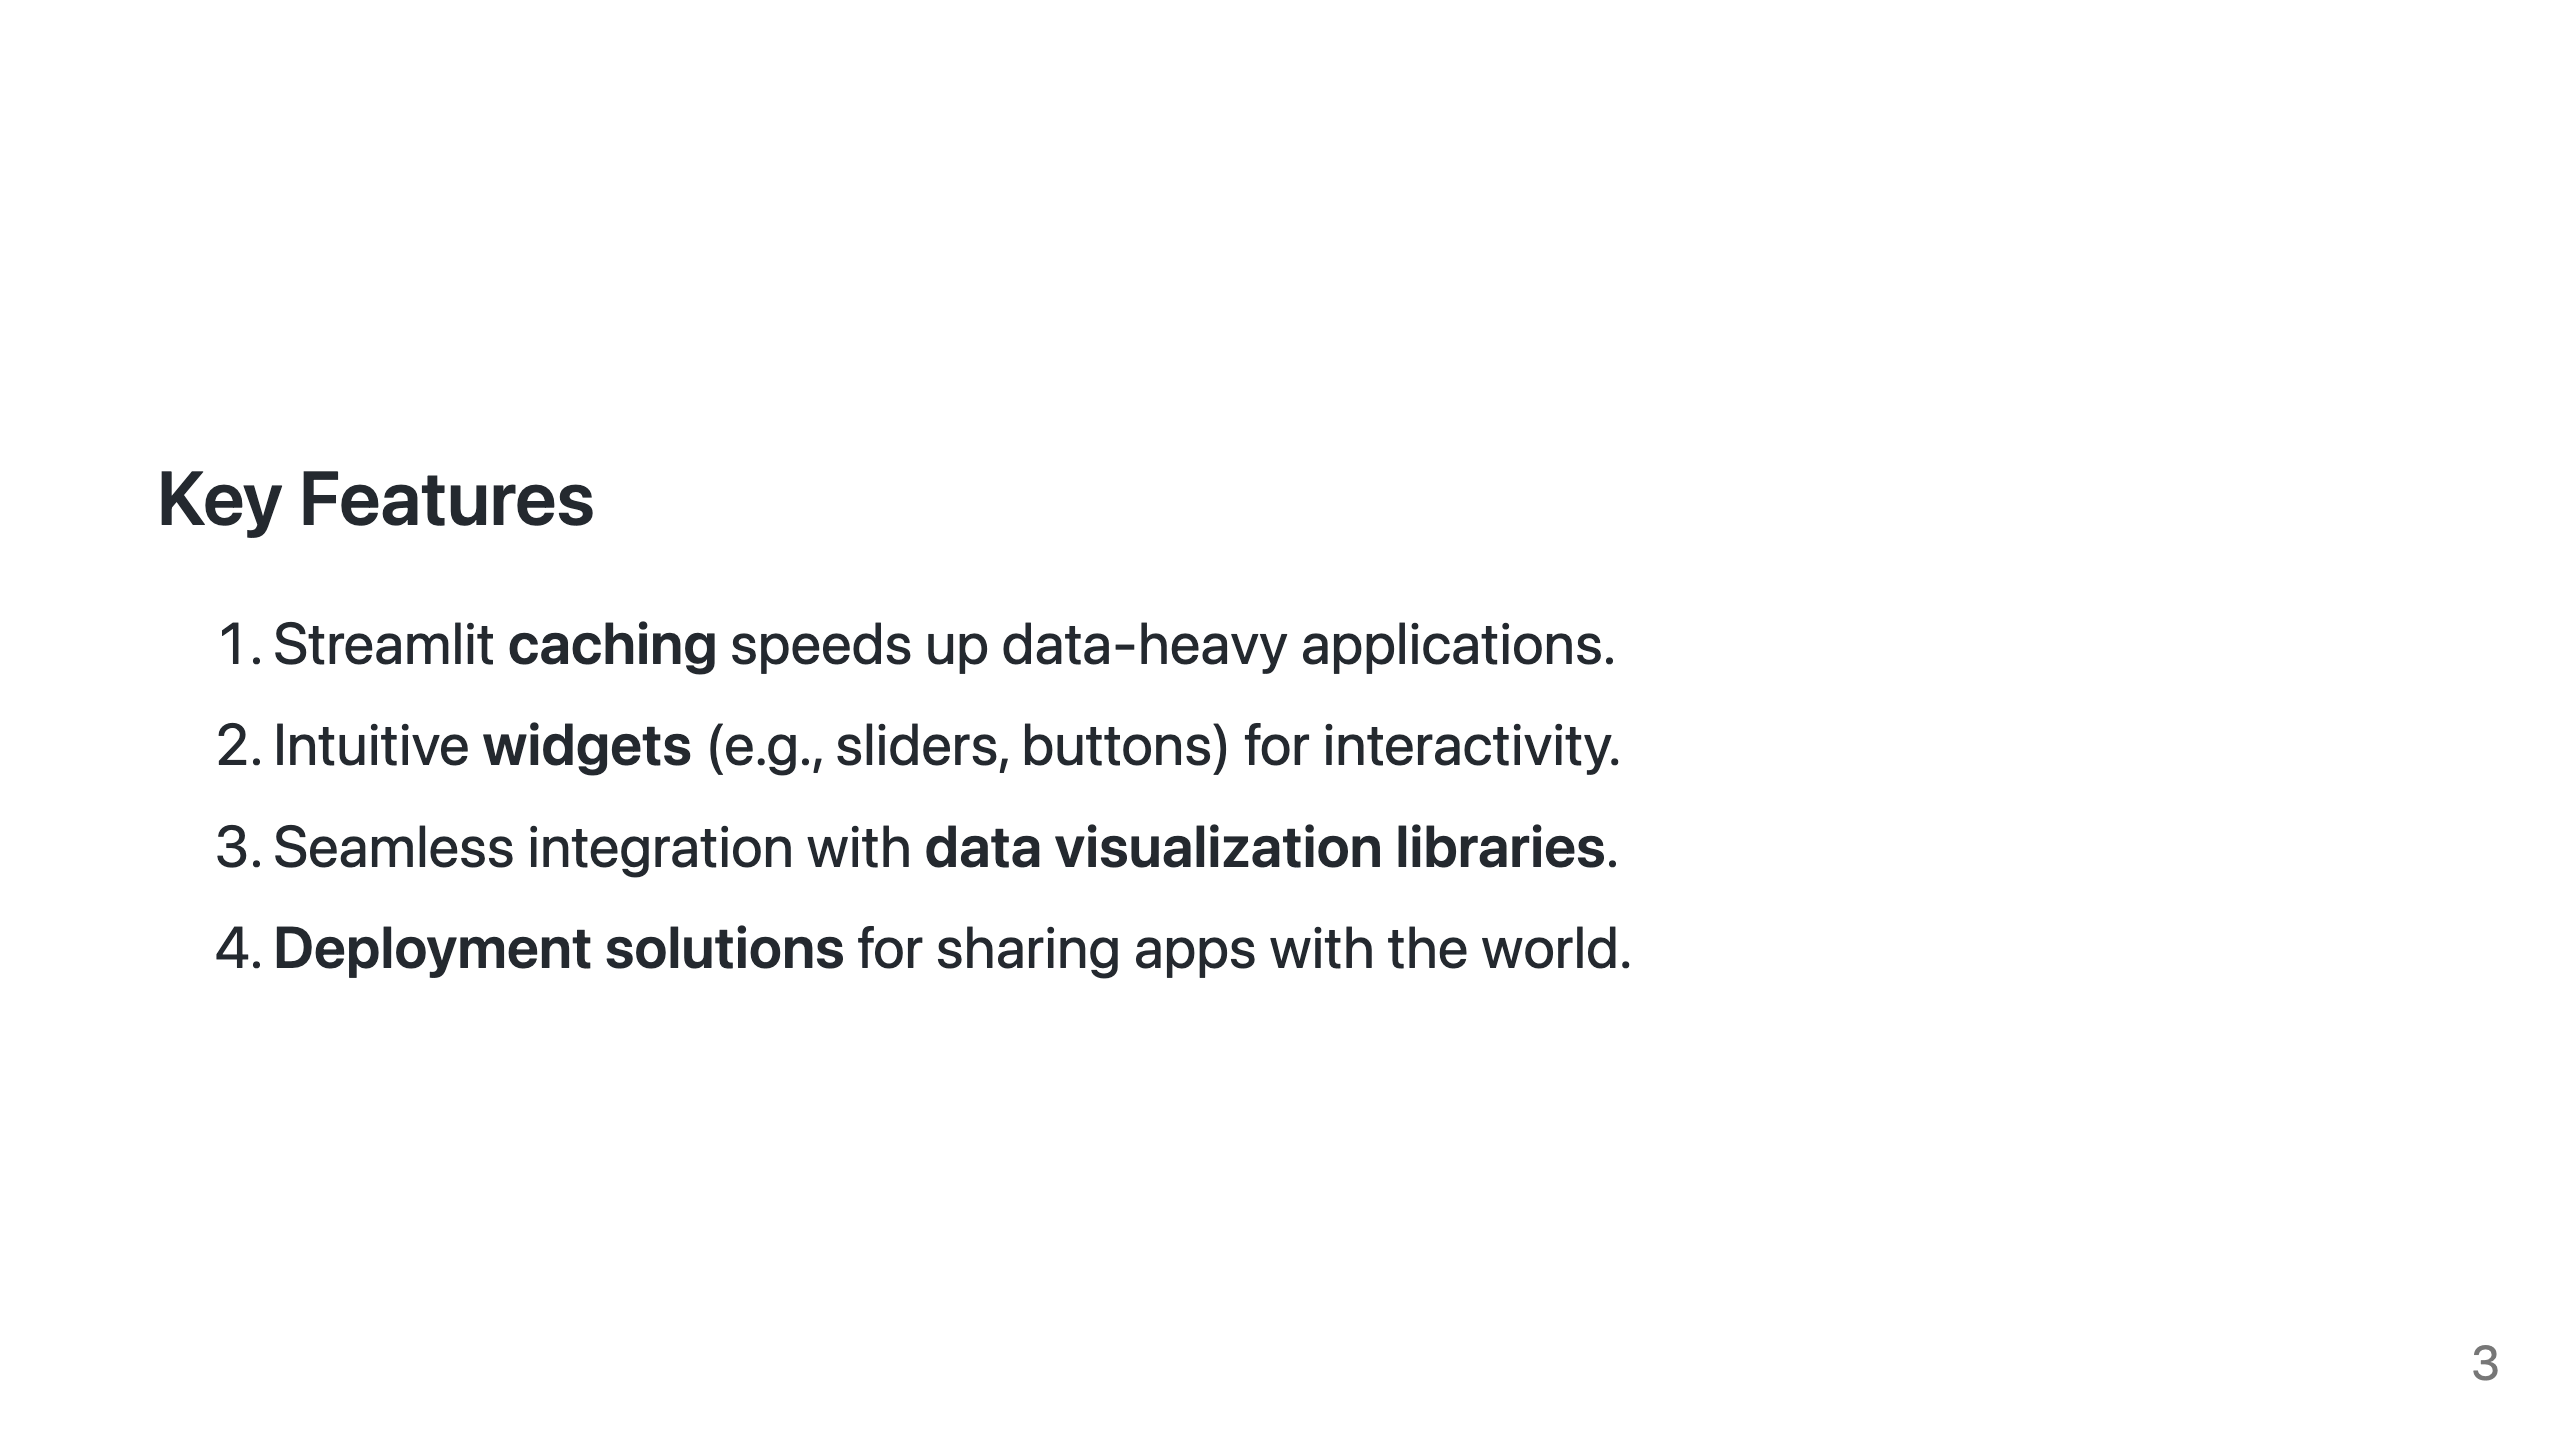 Key Features
1. Streamlit caching speeds up data-heavy applications.
2. Intuitive widgets (e.g., sliders, buttons) for interactivity.
3. Seamless integration with data visualization libraries.
4. Deployment solutions for sharing apps with the world.
3